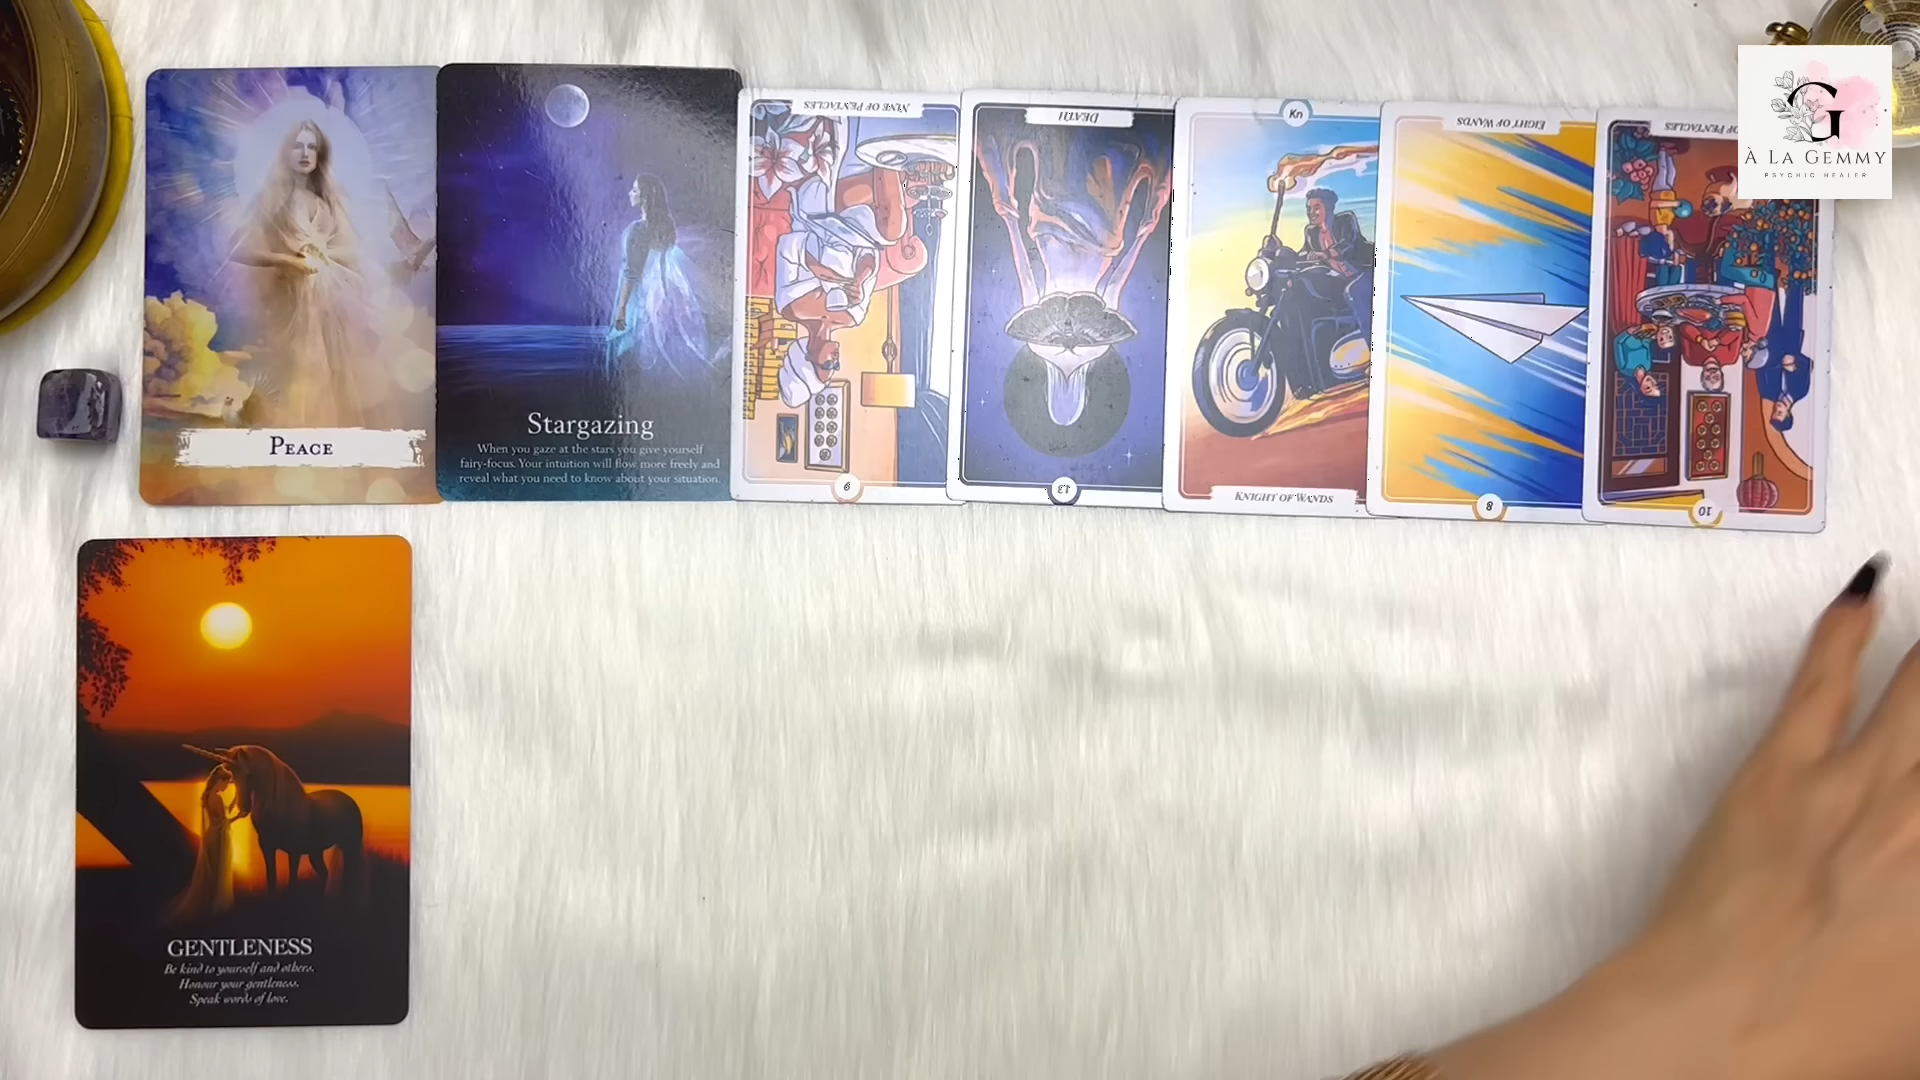 PEACE
Stargazing
When you gaze at the stars you give yourself
fairy-focus. Your intuition will flow more freely and
reveal what you need to know about your situation.
NINE OF PENTACLES
9
DEATH
13
Kn
KNIGHT OF WANDS
EIGHT OF WANDS
8
OF PENTACLES
10
G
À LA GEMMY
PSYCHIC HEALER
GENTLENESS
Be kind to yourself and others.
Honour your gentleness.
Speak words of love.